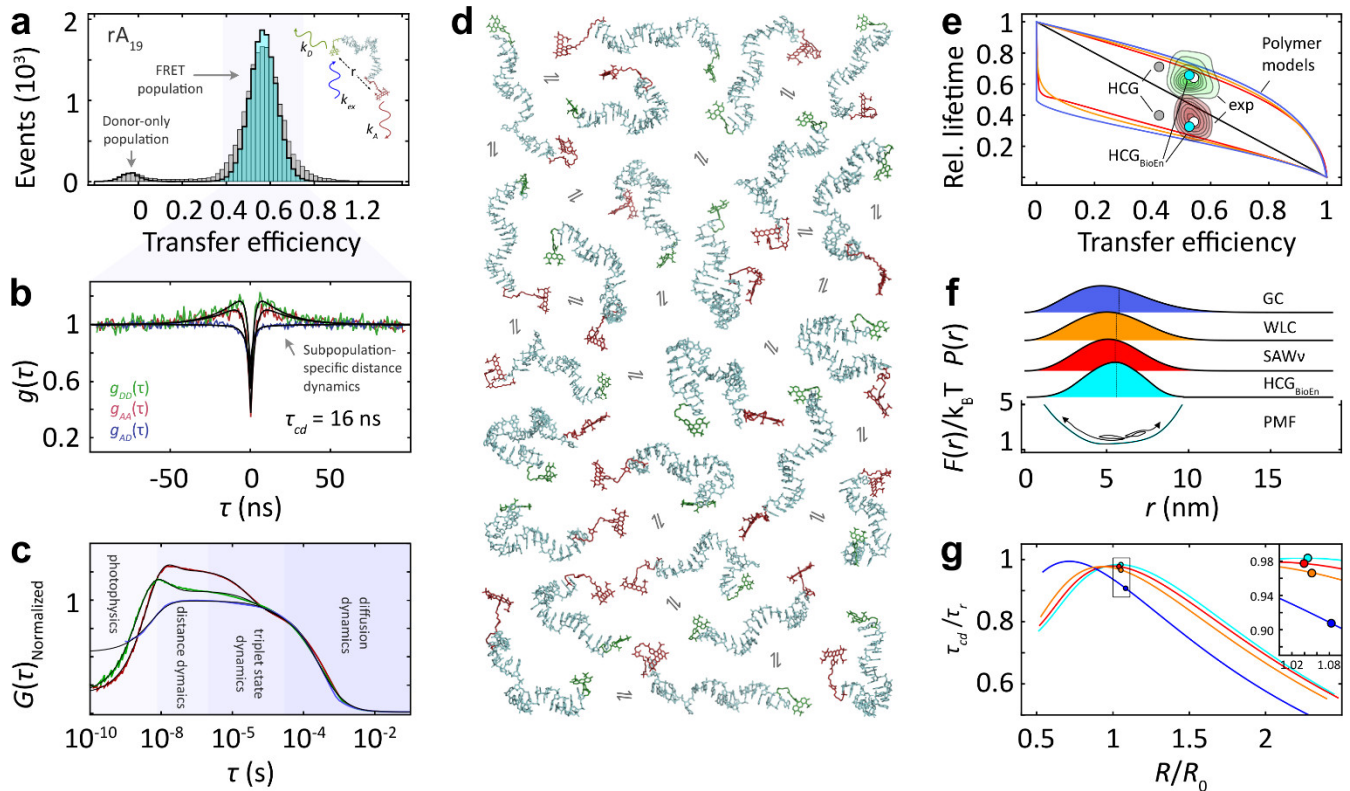 a
rA19
Events (10³)
2
1
0
FRET
population
Donor-only
population
kD
r
kex
kA
0 0.2 0.4 0.6 0.8 1 1.2
Transfer efficiency
b
g(τ)
1
0.6
0.2
gDD(τ)
gAA(τ)
gAD(τ)
Subpopulation-
specific distance
dynamics
τcd = 16 ns
-50 0 50
τ (ns)
c
G(τ)Normalized
1
photophysics
distance dymaics
triplet state
dynamics
diffusion
dynamics
10⁻¹⁰ 10⁻⁸ 10⁻⁶ 10⁻⁴ 10⁻²
τ (s)
d
e
Rel. lifetime
1
0.8
0.6
0.4
0.2
0
HCG
HCGBioEn
exp
Polymer
models
0 0.2 0.4 0.6 0.8 1
Transfer efficiency
f
P(r)
GC
WLC
SAWν
HCGBioEn
F(r)/kBT
5
1
PMF
0 5 10 15
r (nm)
g
τcd/τr
1
0.8
0.6
0.98
0.94
0.90
1.02 1.08
0.5 1 1.5 2
R/R0